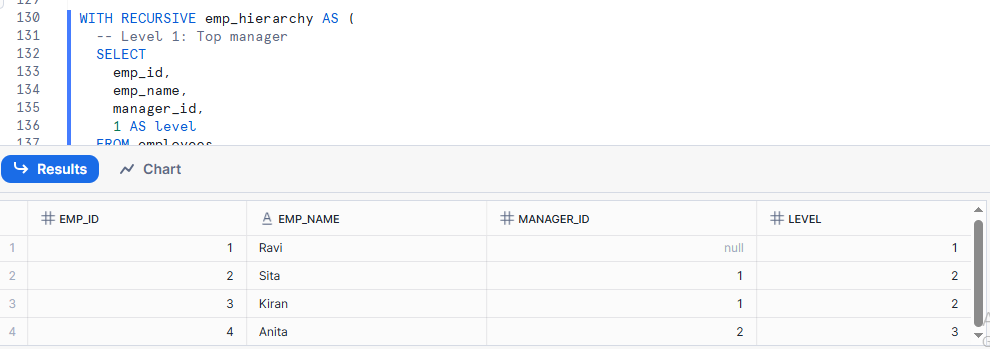 129
130 WITH RECURSIVE emp_hierarchy AS (
131 -- Level 1: Top manager
132 SELECT
133 emp_id,
134 emp_name,
135 manager_id,
136 1 AS level
137 FROM employees
Results Chart
EMP_ID EMP_NAME MANAGER_ID LEVEL
1 1 Ravi null 1
2 2 Sita 1 2
3 3 Kiran 1 2
4 4 Anita 2 3